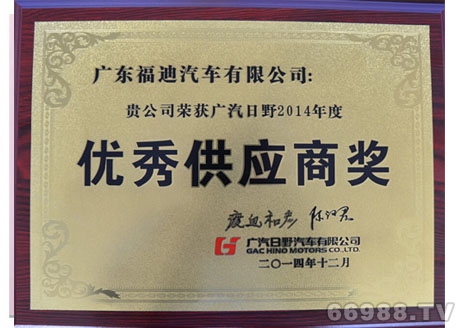 广东福迪汽车有限公司:
贵公司荣获广汽日野2014年度
优秀供应商奖
广汽日野汽车有限公司
GAC HINO MOTORS CO.,LTD.
二〇一四年十二月
66988.TV